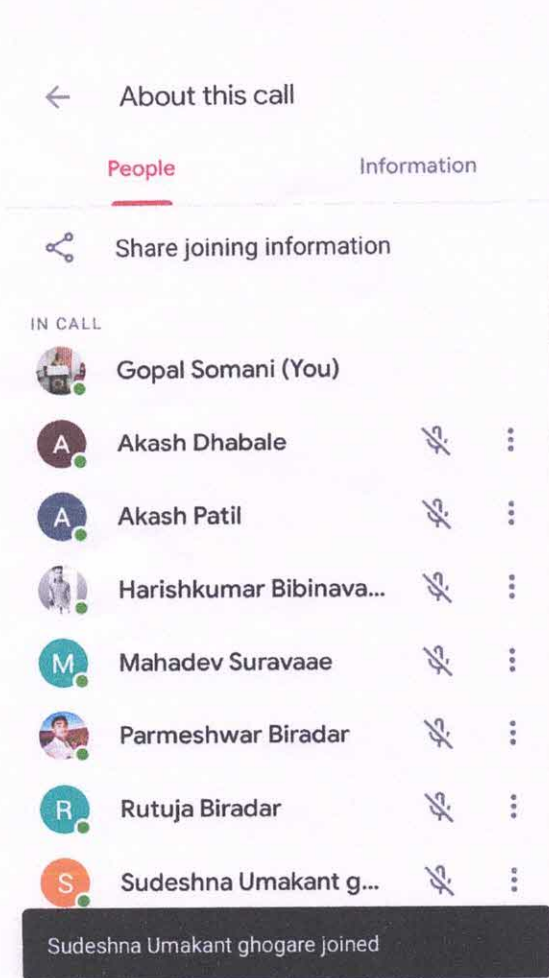 About this call
People Information
Share joining information
IN CALL
Gopal Somani (You)
A Akash Dhabale
A Akash Patil
Harishkumar Bibinava...
M Mahadev Suravaae
Parmeshwar Biradar
R Rutuja Biradar
S Sudeshna Umakant g...
Sudeshna Umakant ghogare joined